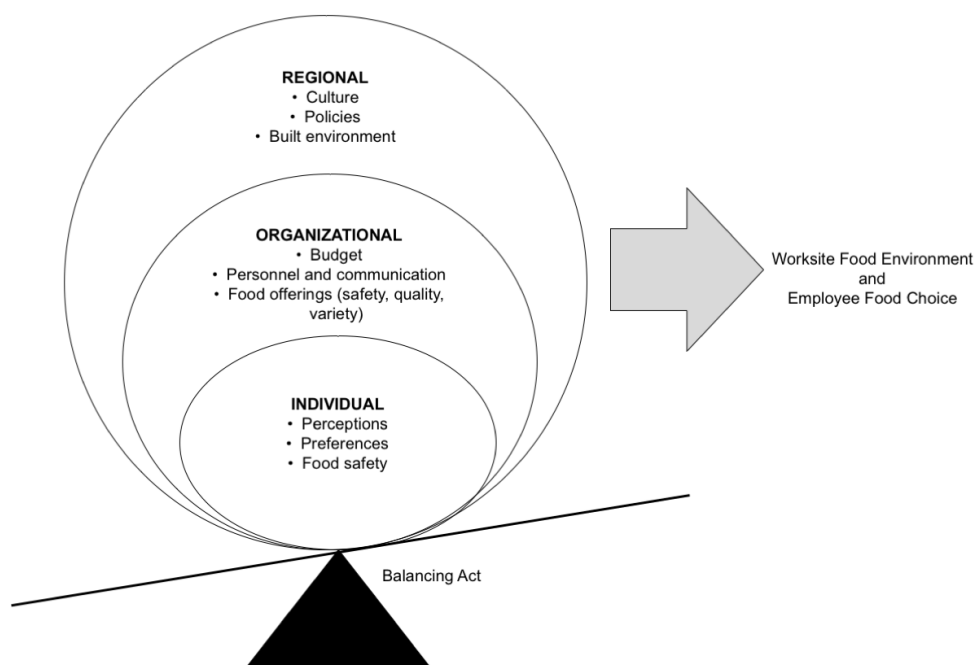 REGIONAL
• Culture
• Policies
• Built environment
ORGANIZATIONAL
• Budget
• Personnel and communication
• Food offerings (safety, quality,
variety)
INDIVIDUAL
• Perceptions
• Preferences
• Food safety
Worksite Food Environment
and
Employee Food Choice
Balancing Act